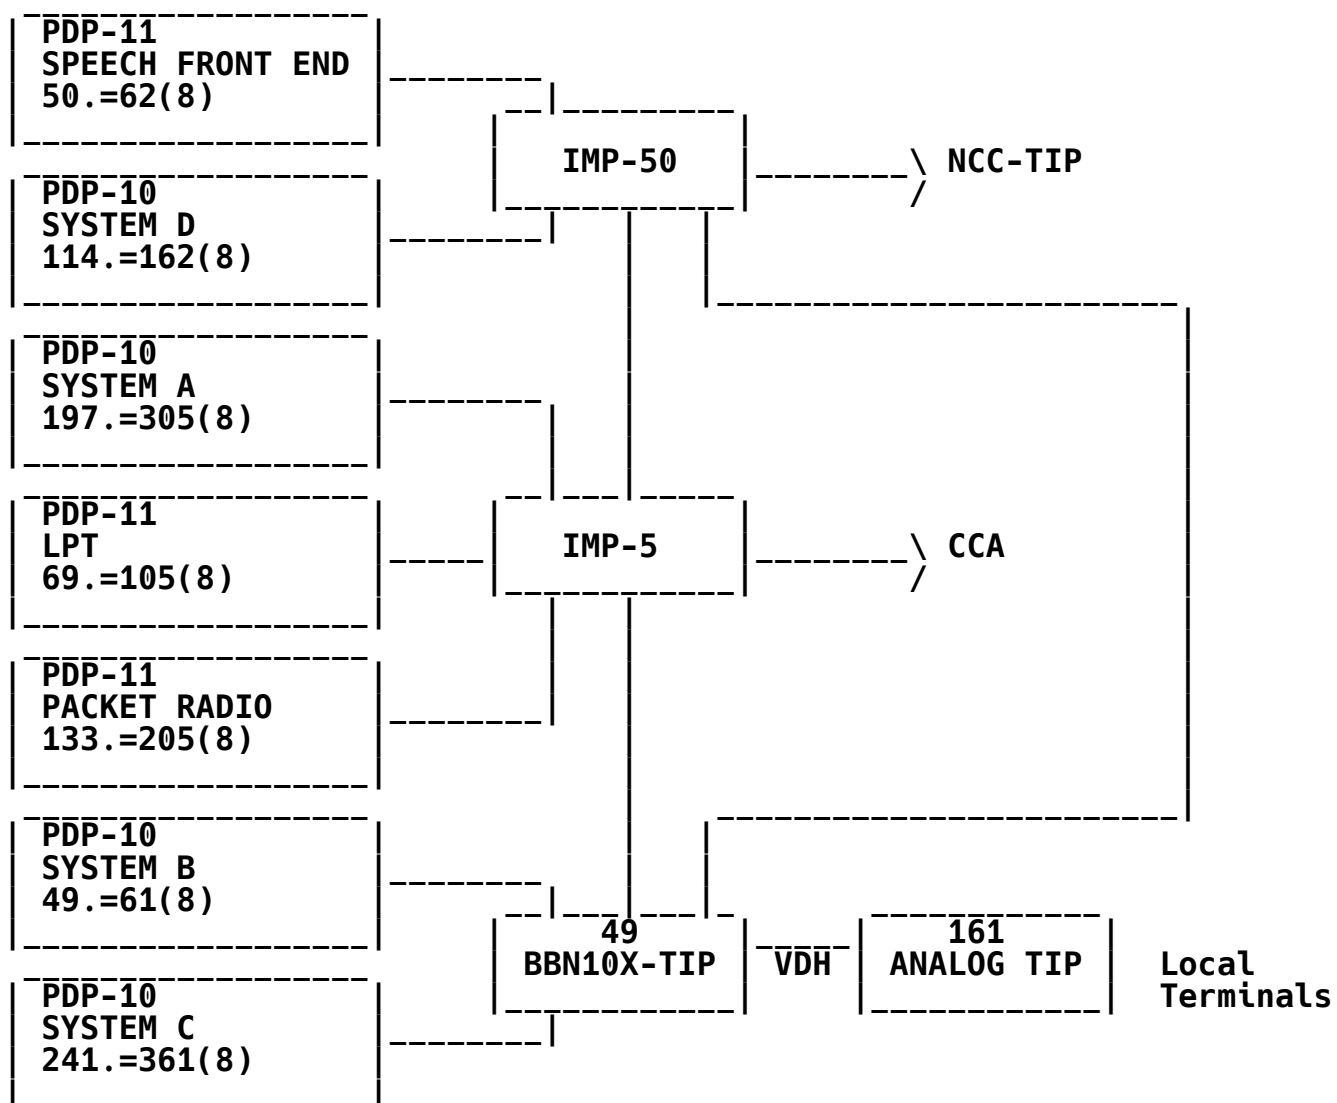 PDP-11
SPEECH FRONT END
50.=62(8)
IMP-50
NCC-TIP
PDP-10
SYSTEM D
114.=162(8)
PDP-10
SYSTEM A
197.=305(8)
PDP-11
LPT
69.=105(8)
IMP-5
CCA
PDP-11
PACKET RADIO
133.=205(8)
PDP-10
SYSTEM B
49.=61(8)
49
BBN10X-TIP
VDH
161
ANALOG TIP
Local
Terminals
PDP-10
SYSTEM C
241.=361(8)